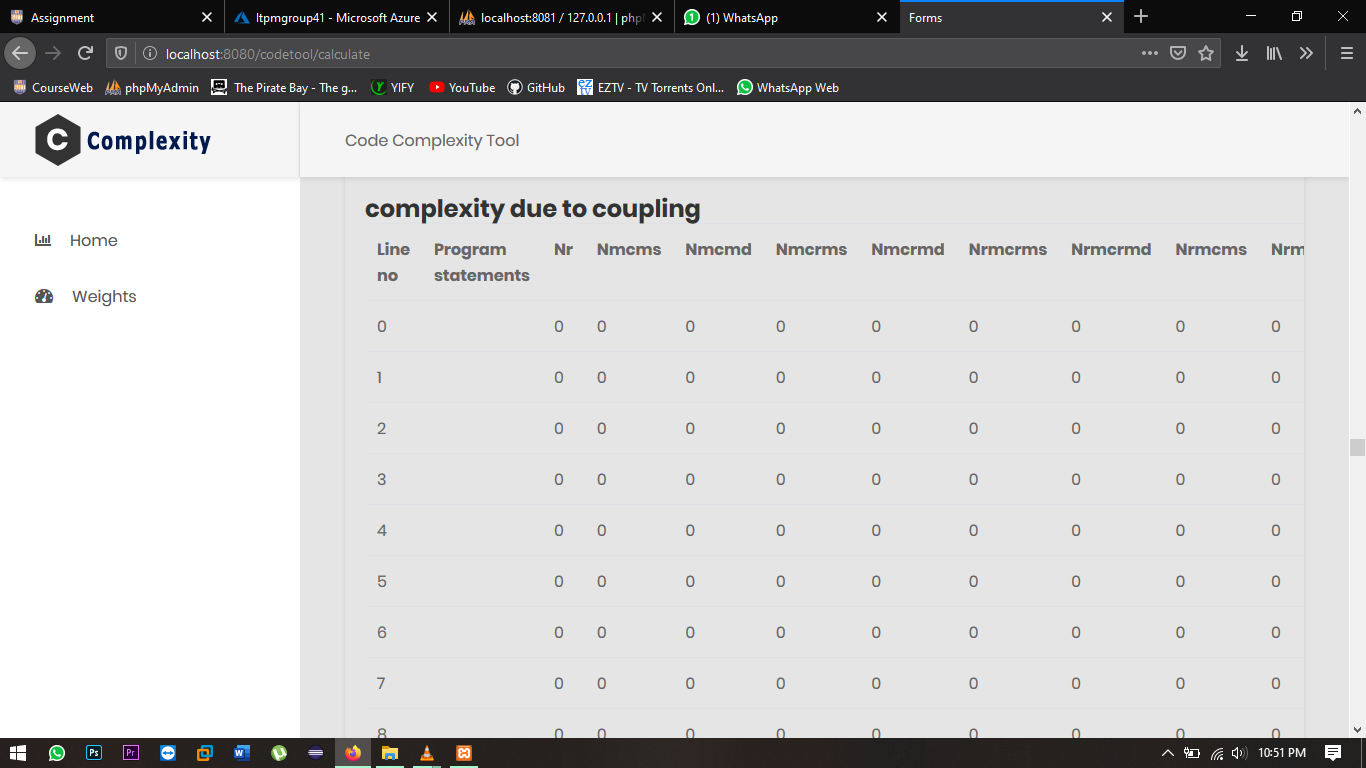 Assignment
ltpmgroup41 - Microsoft Azure
localhost:8081 / 127.0.0.1 | php
1 (1) WhatsApp
Forms
localhost:8080/codetool/calculate
CourseWeb
phpMyAdmin
The Pirate Bay - The g...
YIFY
YouTube
GitHub
EZTV - TV Torrents Onl...
WhatsApp Web
C Complexity
Code Complexity Tool
Home
Weights
complexity due to coupling
Line no Program statements Nr Nmcms Nmcmd Nmcrms Nmcrmd Nrmcrms Nrmcrmd Nrmcms Nrm
0 0 0 0 0 0 0 0 0 0
1 0 0 0 0 0 0 0 0 0
2 0 0 0 0 0 0 0 0 0
3 0 0 0 0 0 0 0 0 0
4 0 0 0 0 0 0 0 0 0
5 0 0 0 0 0 0 0 0 0
6 0 0 0 0 0 0 0 0 0
7 0 0 0 0 0 0 0 0 0
8 0 0 0 0 0 0 0 0 0
10:51 PM